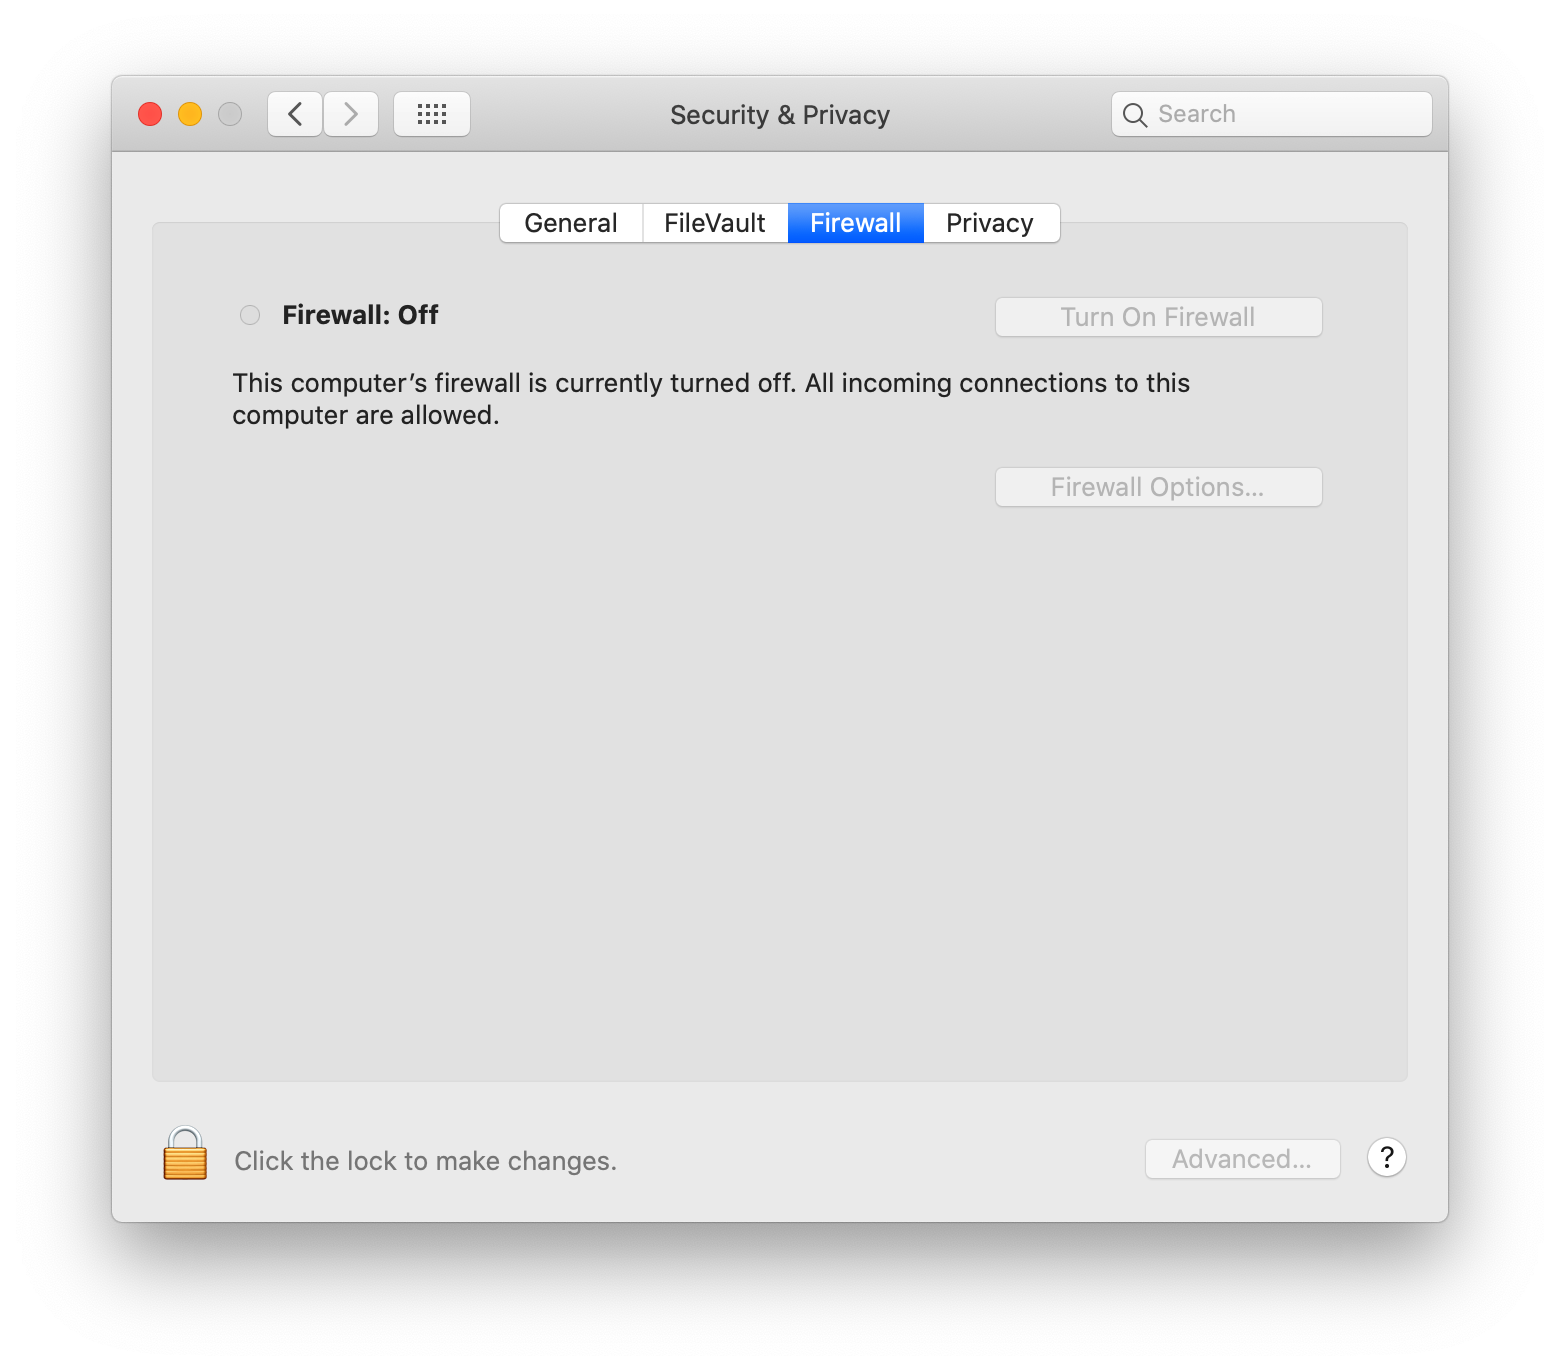 Security & Privacy
Search
General
FileVault
Firewall
Privacy
Firewall: Off
Turn On Firewall
This computer’s firewall is currently turned off. All incoming connections to this
computer are allowed.
Firewall Options...
Click the lock to make changes.
Advanced...
?